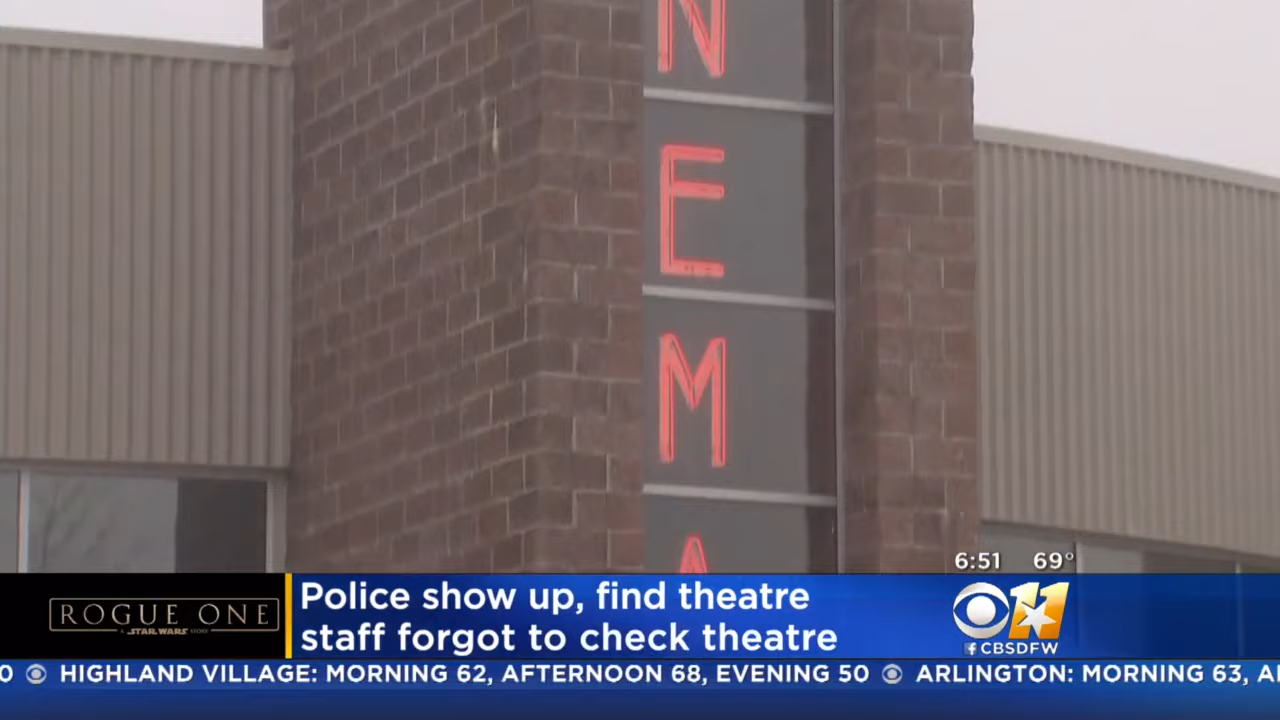 N
E
M
A
6:51 69°
ROGUE ONE
A STAR WARS STORY
Police show up, find theatre
staff forgot to check theatre
11
CBSDFW
0 HIGHLAND VILLAGE: MORNING 62, AFTERNOON 68, EVENING 50 ARLINGTON: MORNING 63, A